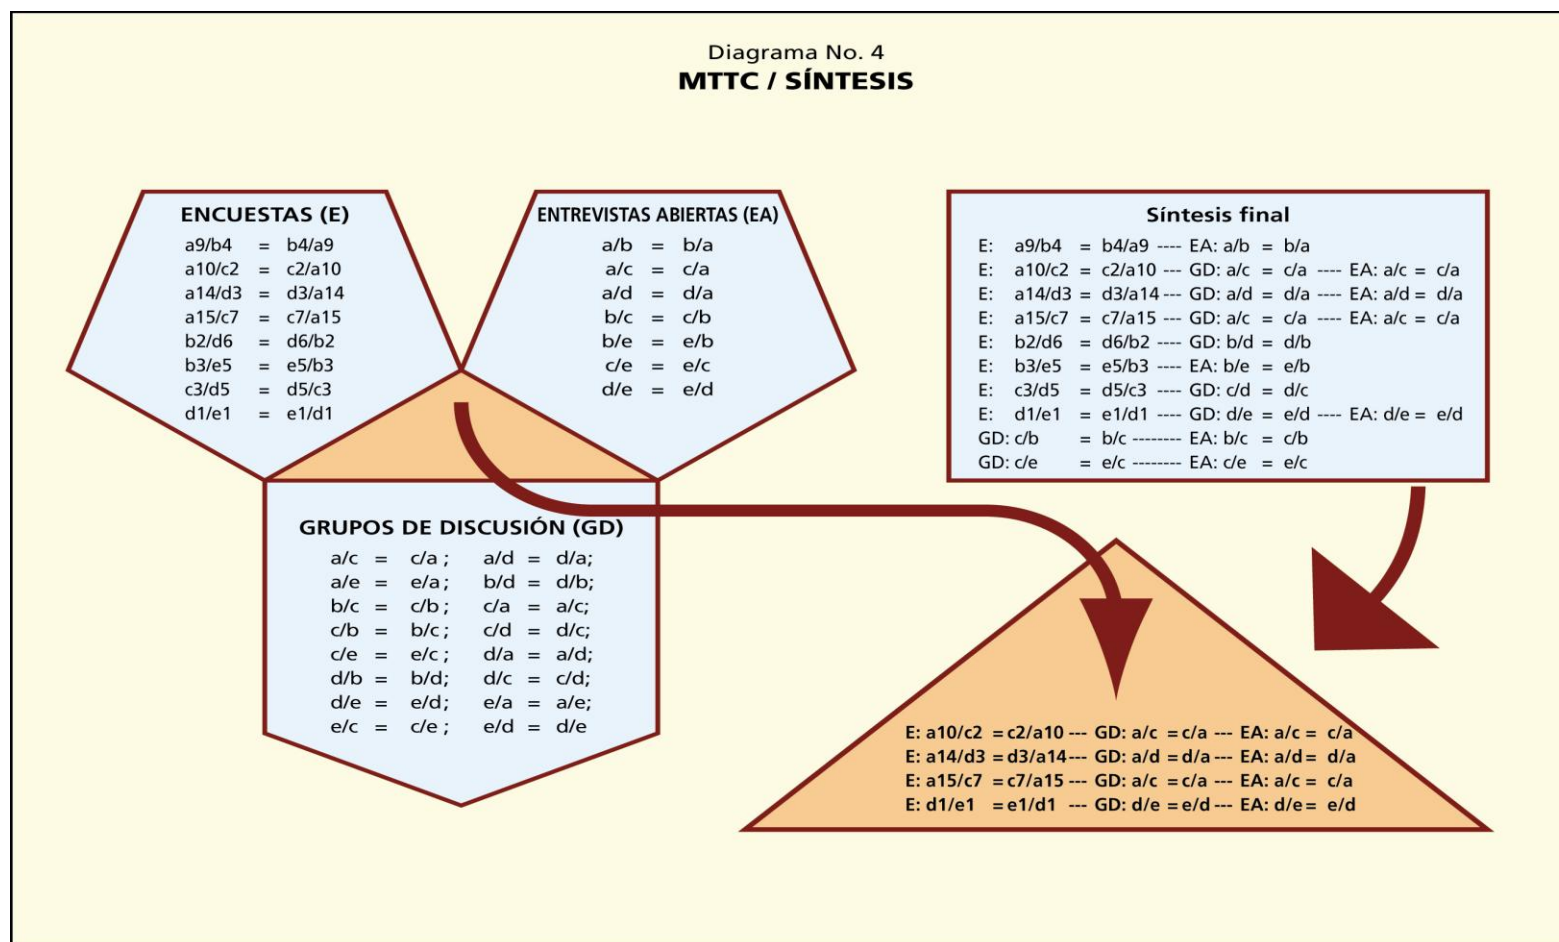 Diagrama No. 4
MTTC / SÍNTESIS
ENCUESTAS (E)
a9/b4 = b4/a9
a10/c2 = c2/a10
a14/d3 = d3/a14
a15/c7 = c7/a15
b2/d6 = d6/b2
b3/e5 = e5/b3
c3/d5 = d5/c3
d1/e1 = e1/d1
ENTREVISTAS ABIERTAS (EA)
a/b = b/a
a/c = c/a
a/d = d/a
b/c = c/b
b/e = e/b
c/e = e/c
d/e = e/d
GRUPOS DE DISCUSIÓN (GD)
a/c = c/a ; a/d = d/a;
a/e = e/a; b/d = d/b;
b/c = c/b ; c/a = a/c;
c/b = b/c ; c/d = d/c;
c/e = e/c ; d/a = a/d;
d/b = b/d; d/c = c/d;
d/e = e/d; e/a = a/e;
e/c = c/e ; e/d = d/e
Síntesis final
E: a9/b4 = b4/a9 ---- EA: a/b = b/a
E: a10/c2 = c2/a10 --- GD: a/c = c/a ---- EA: a/c = c/a
E: a14/d3 = d3/a14 --- GD: a/d = d/a ---- EA: a/d = d/a
E: a15/c7 = c7/a15 --- GD: a/c = c/a ---- EA: a/c = c/a
E: b2/d6 = d6/b2 ---- GD: b/d = d/b
E: b3/e5 = e5/b3 ---- EA: b/e = e/b
E: c3/d5 = d5/c3 ---- GD: c/d = d/c
E: d1/e1 = e1/d1 ---- GD: d/e = e/d ---- EA: d/e = e/d
GD: c/b = b/c -------- EA: b/c = c/b
GD: c/e = e/c -------- EA: c/e = e/c
E: a10/c2 = c2/a10 --- GD: a/c = c/a --- EA: a/c = c/a
E: a14/d3 = d3/a14 --- GD: a/d = d/a --- EA: a/d = d/a
E: a15/c7 = c7/a15 --- GD: a/c = c/a --- EA: a/c = c/a
E: d1/e1 = e1/d1 --- GD: d/e = e/d --- EA: d/e = e/d